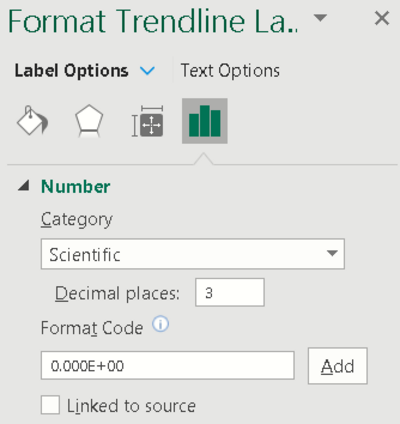 Format Trendline La...
Label Options Text Options
Number
Category
Scientific
Decimal places: 3
Format Code
0.000E+00 Add
Linked to source